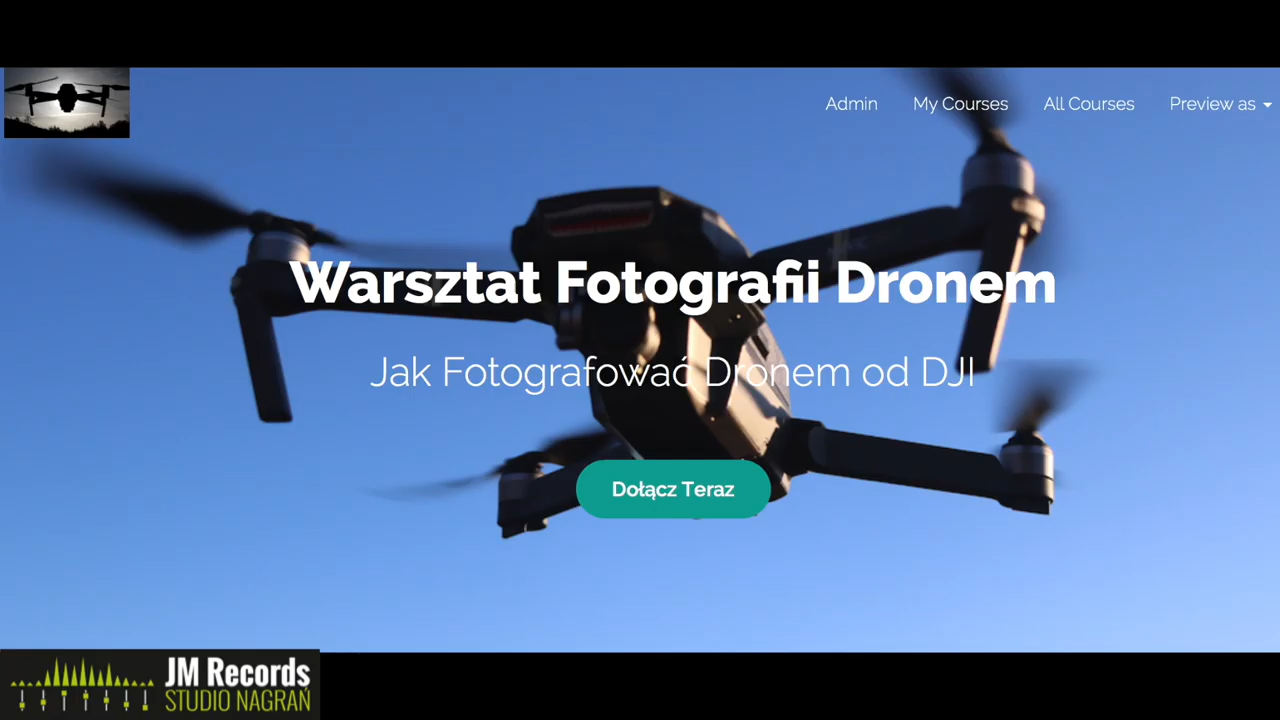 Admin My Courses All Courses Preview as
Warsztat Fotografii Dronem
Jak Fotografować Dronem od DJI
Dołącz Teraz
JM Records
STUDIO NAGRAŃ